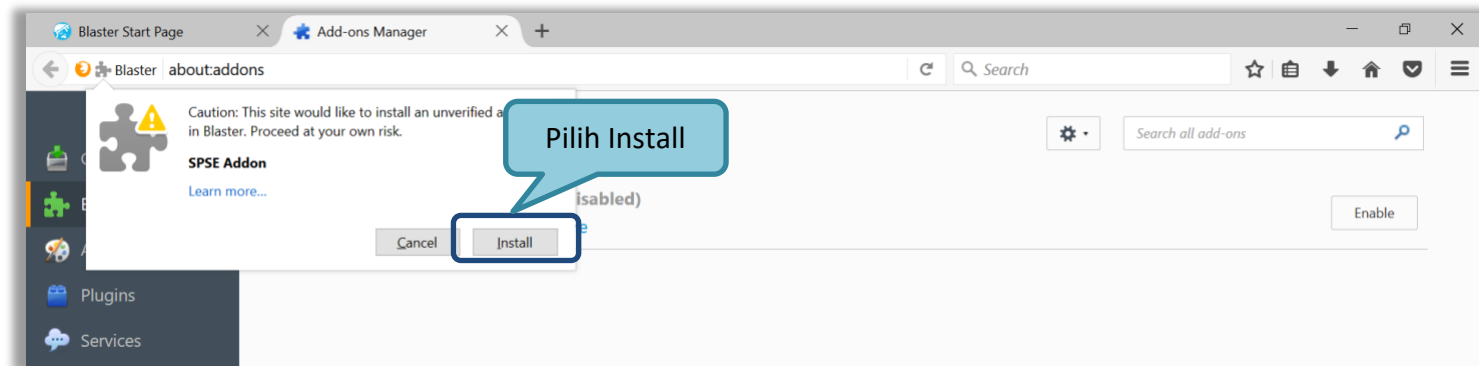 Blaster Start Page
Add-ons Manager
Blaster about:addons
Search
Caution: This site would like to install an unverified
in Blaster. Proceed at your own risk.
SPSE Addon
Learn more...
Cancel Install
Pilih Install
Search all add-ons
isabled)
Enable
Plugins
Services